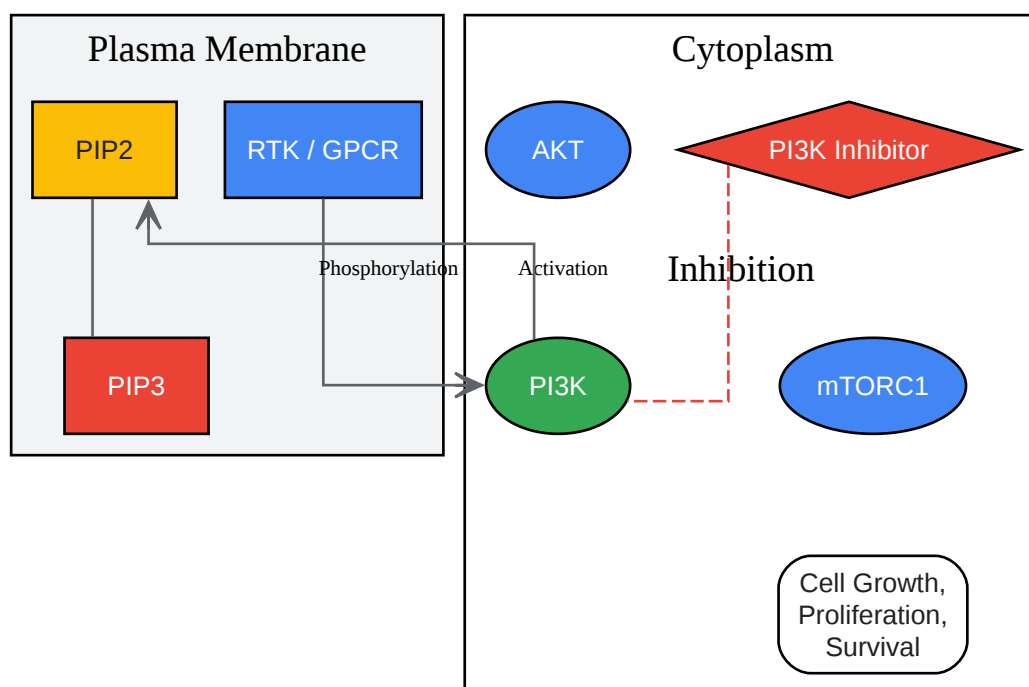 Plasma Membrane
Cytoplasm
PIP2
RTK / GPCR
AKT
PI3K Inhibitor
Phosphorylation
Activation
Inhibition
PIP3
PI3K
mTORC1
Cell Growth,
Proliferation,
Survival